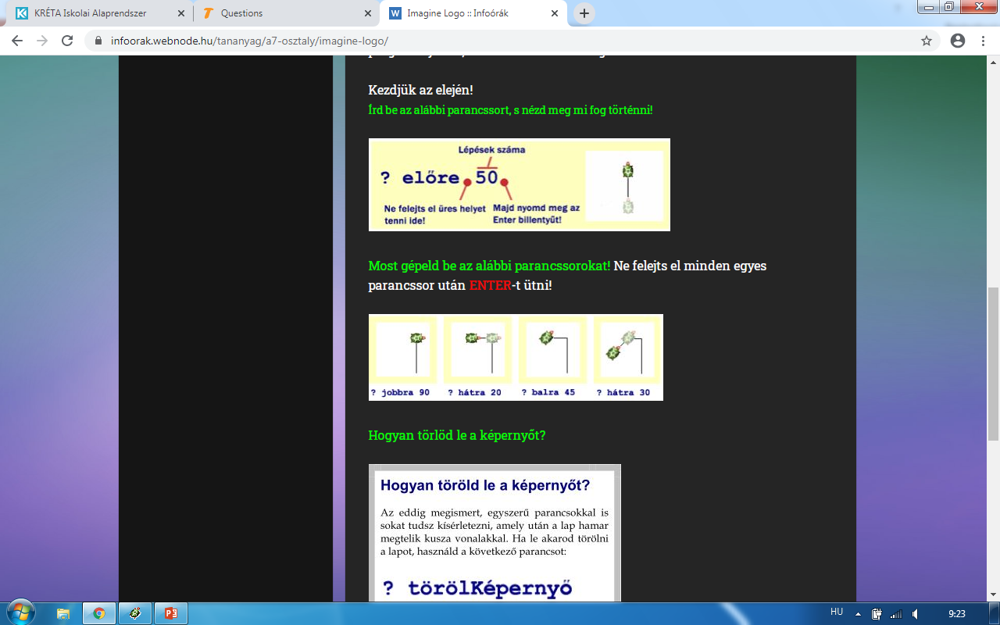 KRÉTA Iskolai Alaprendszer
Questions
Imagine Logo :: Infoórák
infoorak.webnode.hu/tananyag/a7-osztaly/imagine-logo/
Kezdjük az elején!
Írd be az alábbi parancssort, s nézd meg mi fog történni!
Lépések száma
? előre 50
Ne felejts el üres helyet
tenni ide!
Majd nyomd meg az
Enter billentyűt!
Most gépeld be az alábbi parancssorokat! Ne felejts el minden egyes
parancssor után ENTER-t ütni!
? jobbra 90
? hátra 20
? balra 45
? hátra 30
Hogyan törlöd le a képernyőt?
Hogyan töröld le a képernyőt?
Az eddig megismert, egyszerű parancsokkal is
sokat tudsz kísérletezni, amely után a lap hamar
megtelik kusza vonalakkal. Ha le akarod törölni
a lapot, használd a következő parancsot:
? törölKépernyő
HU
9:23